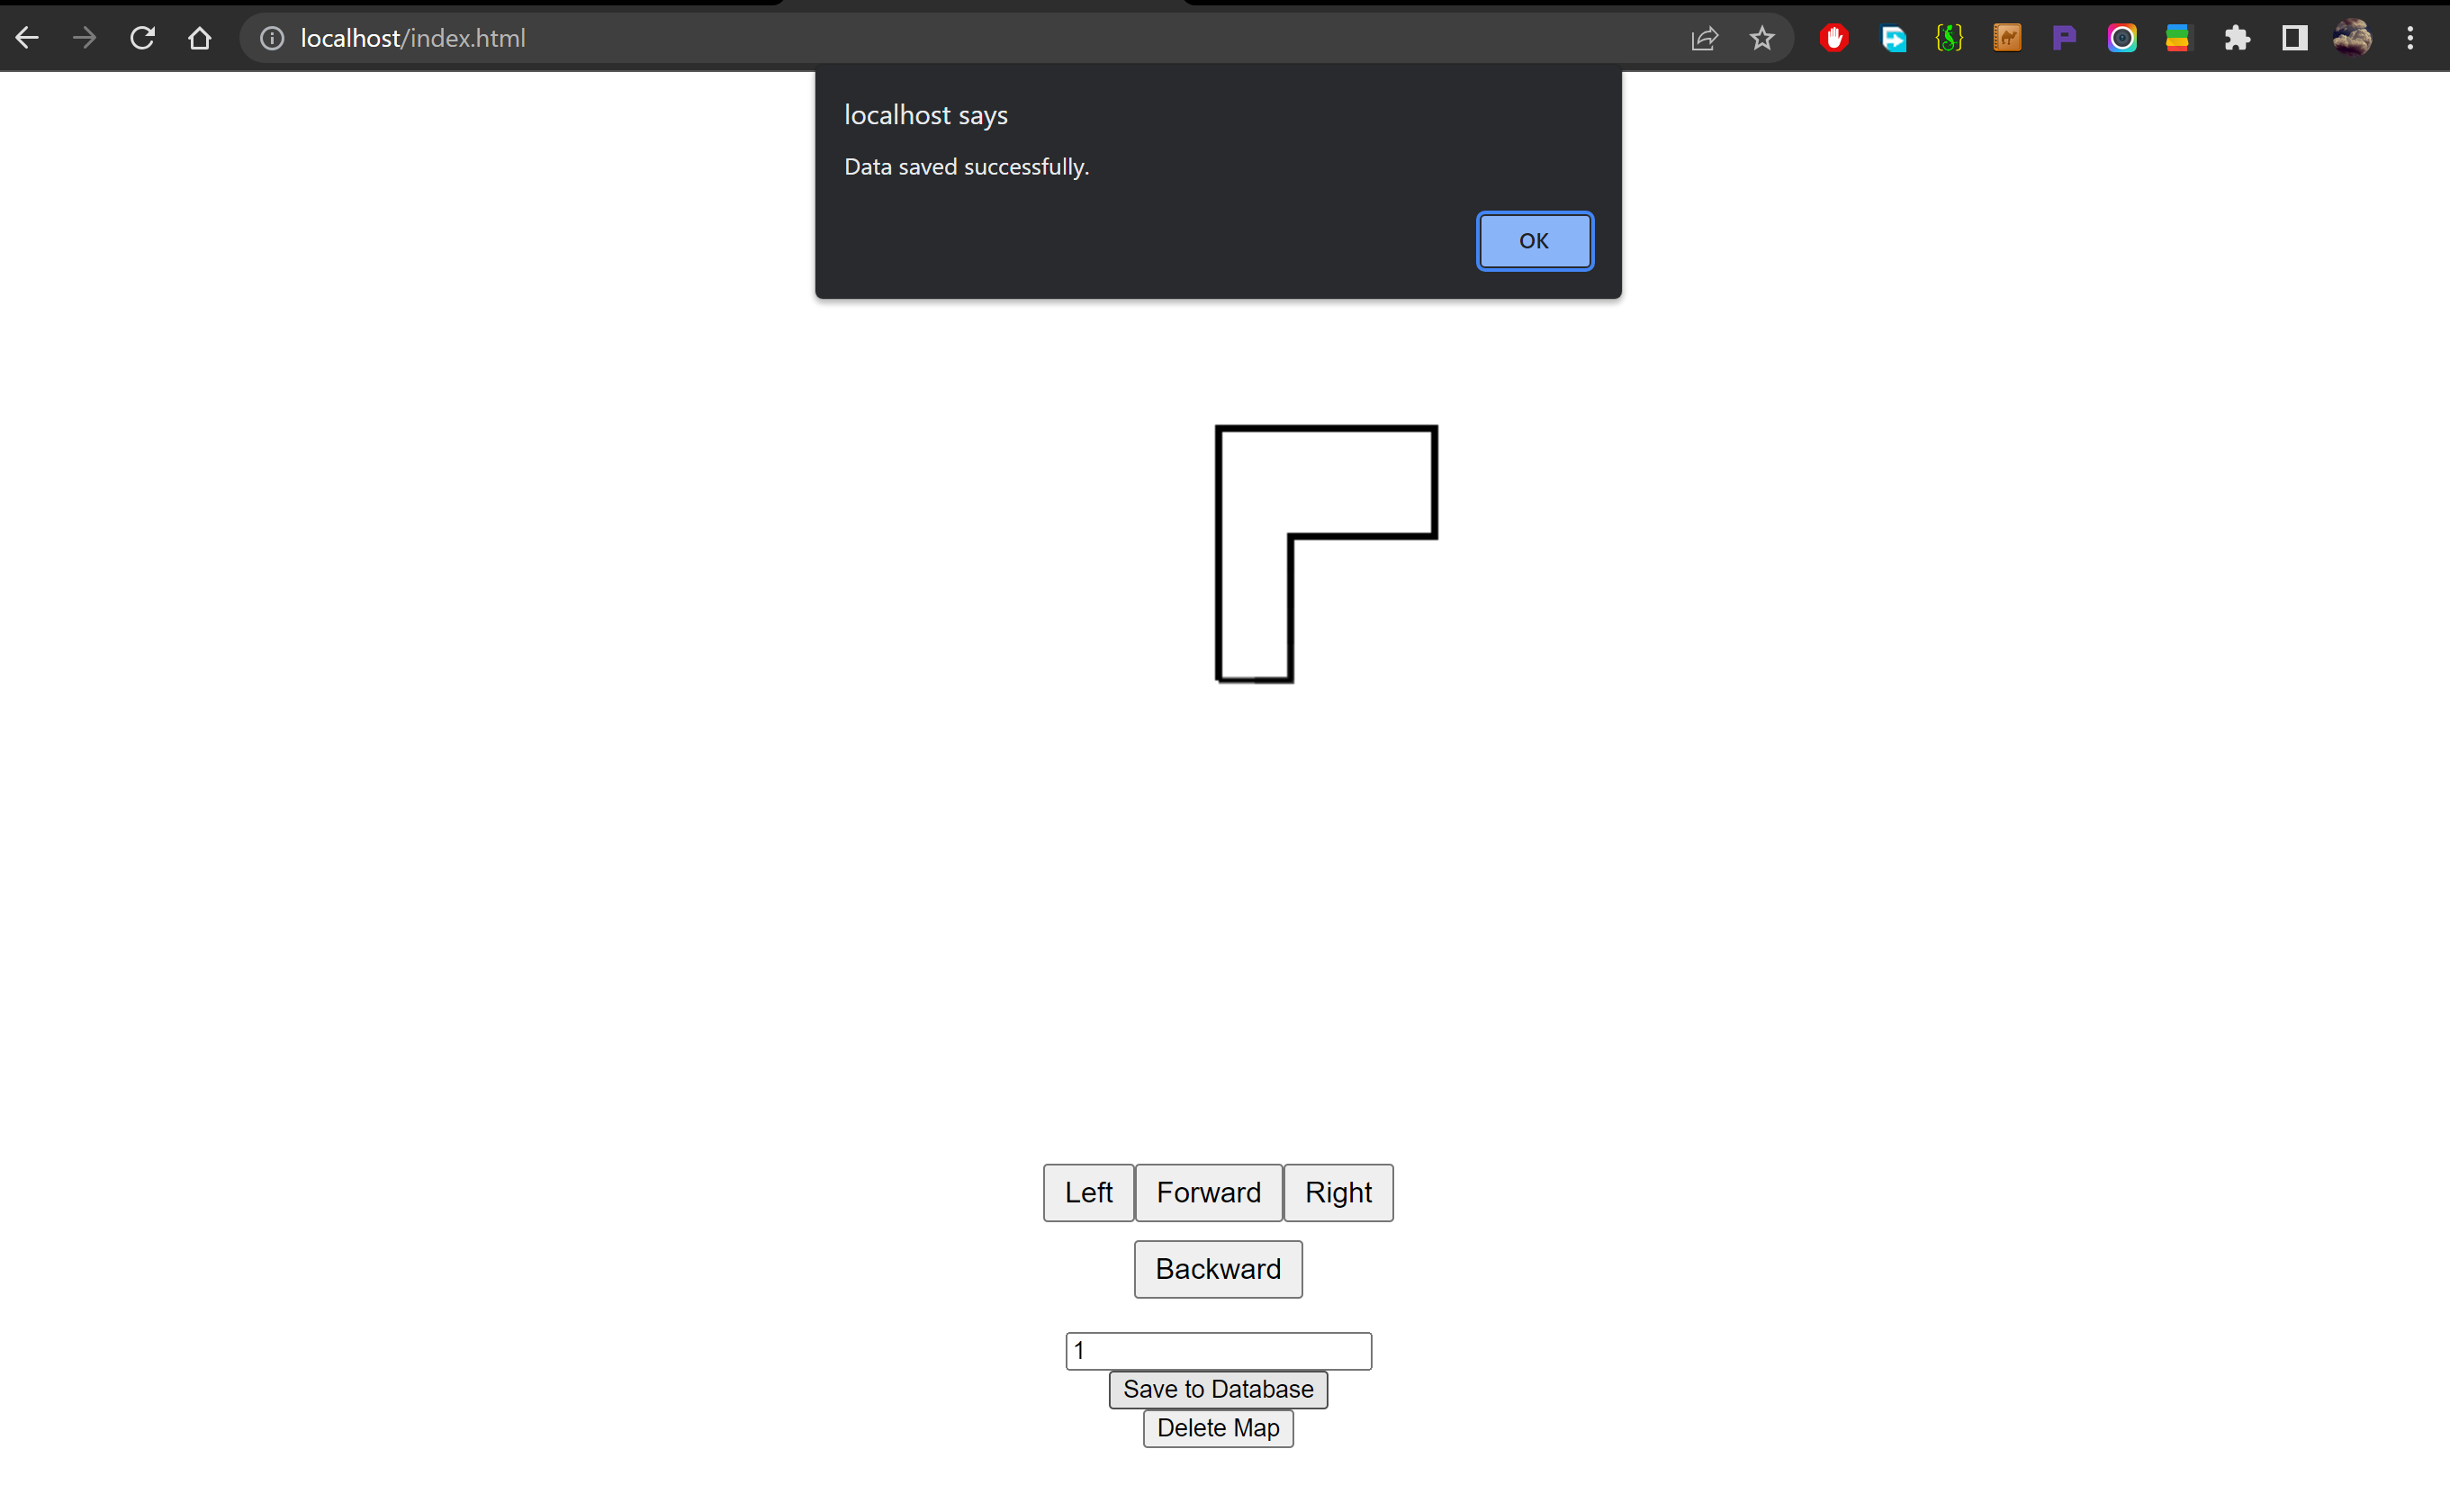 localhost/index.html
localhost says
Data saved successfully.
OK
Left Forward Right
Backward
1
Save to Database
Delete Map